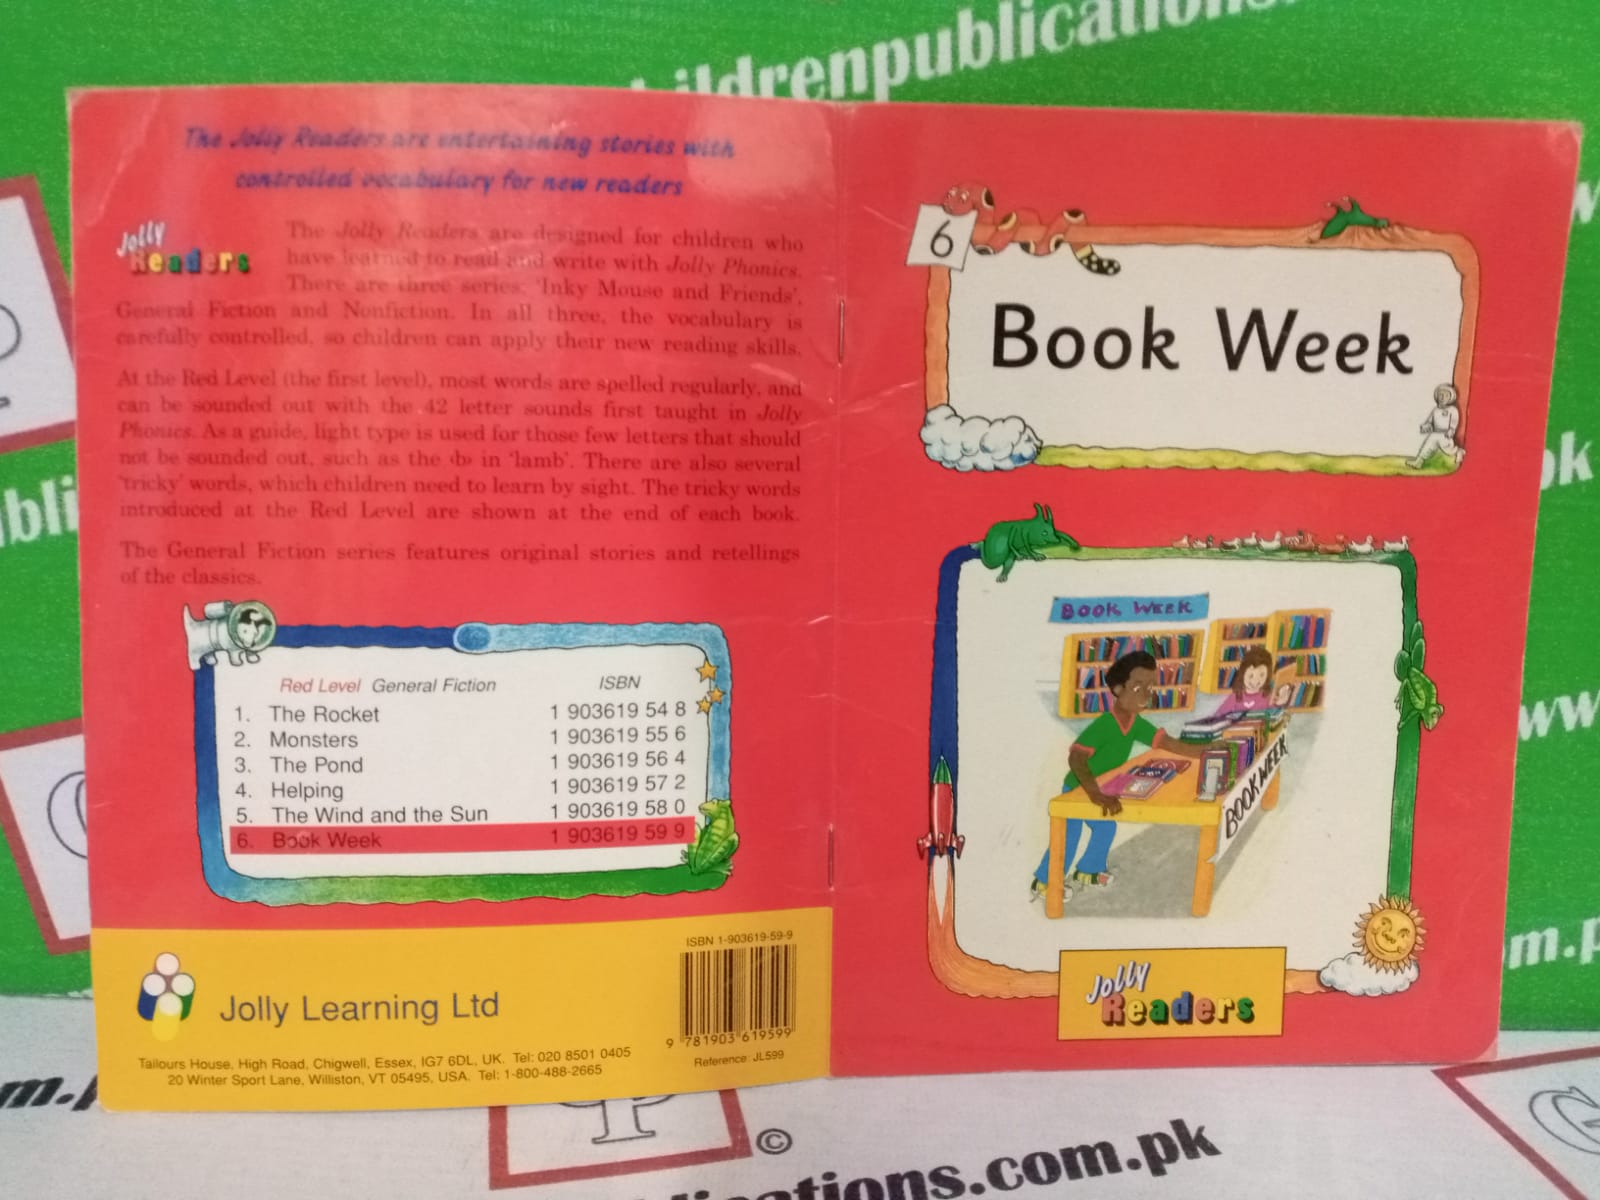 hildrenpublications.
The Jolly Readers are entertaining stories with
controlled vocabulary for new readers
Jolly
Readers
The Jolly Readers are designed for children who
have learned to read and write with Jolly Phonics.
There are three series: 'Inky Mouse and Friends',
General Fiction and Nonfiction. In all three, the vocabulary is
carefully controlled, so children can apply their new reading skills.
At the Red Level (the first level), most words are spelled regularly, and
can be sounded out with the 42 letter sounds first taught in Jolly
Phonics. As a guide, light type is used for those few letters that should
not be sounded out, such as the ‹b› in 'lamb'. There are also several
'tricky' words, which children need to learn by sight. The tricky words
introduced at the Red Level are shown at the end of each book.
The General Fiction series features original stories and retellings
of the classics.
Red Level General Fiction ISBN
1. The Rocket 1 903619 54 8
2. Monsters 1 903619 55 6
3. The Pond 1 903619 56 4
4. Helping 1 903619 57 2
5. The Wind and the Sun 1 903619 58 0
6. Book Week 1 903619 59 9
Jolly Learning Ltd
Tailours House, High Road, Chigwell, Essex, IG7 6DL, UK. Tel: 020 8501 0405
20 Winter Sport Lane, Williston, VT 05495, USA. Tel: 1-800-488-2665
ISBN 1-903619-59-9
9 781903 619599
Reference: JL599
6
Book Week
BOOK WEEK
BOOK WEEK
Jolly
Readers
©
lications.com.pk